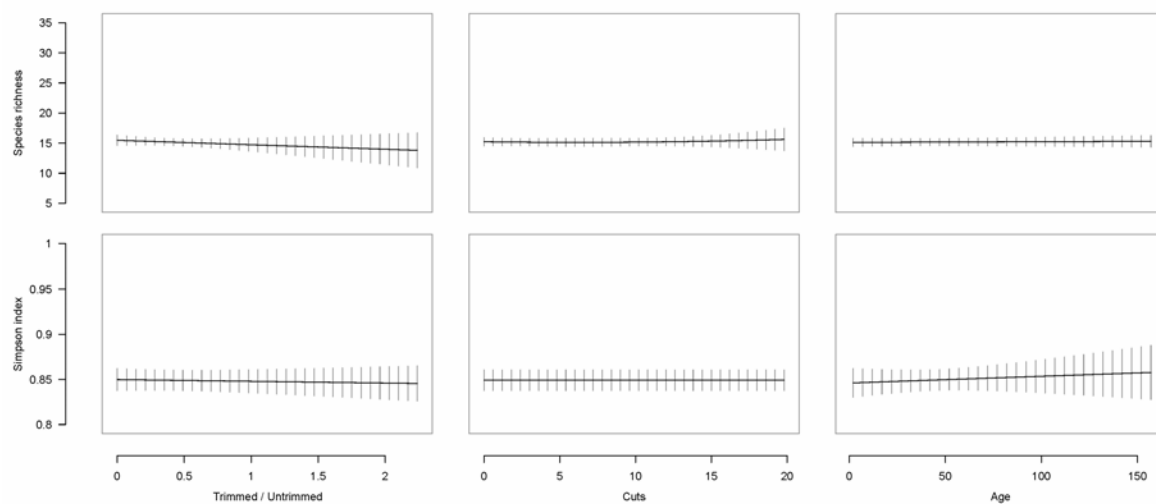 Species richness
35
30
25
20
15
10
5
Simpson index
1
0.95
0.9
0.85
0.8
0 0.5 1 1.5 2
Trimmed / Untrimmed
0 5 10 15 20
Cuts
0 50 100 150
Age